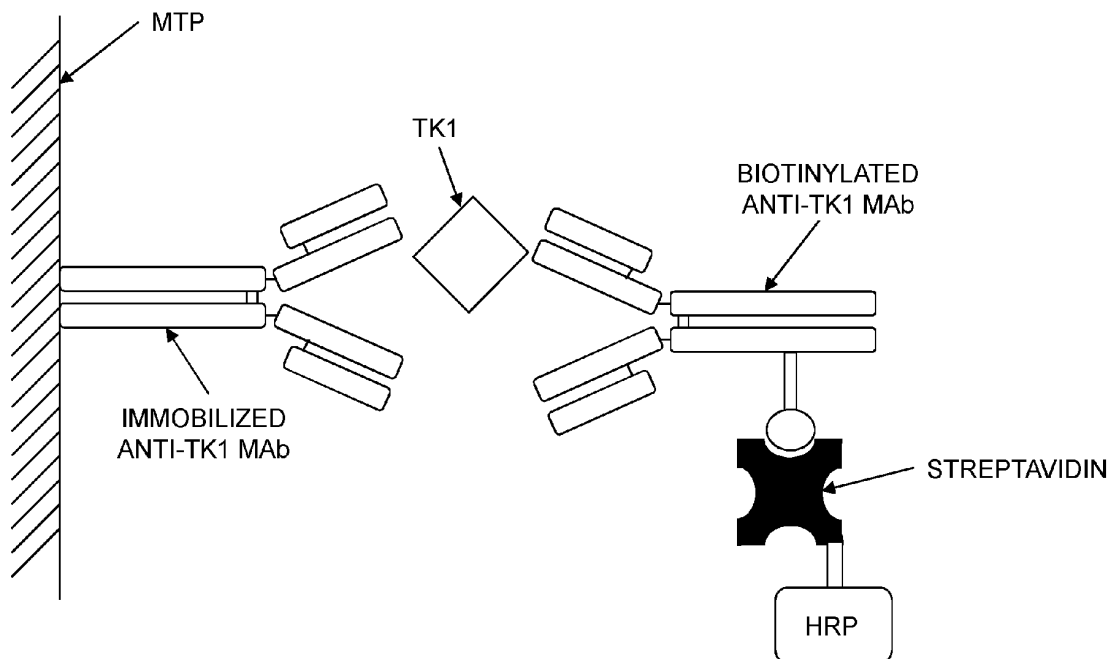 MTP
TK1
BIOTINYLATED
ANTI-TK1 MAb
IMMOBILIZED
ANTI-TK1 MAb
STREPTAVIDIN
HRP